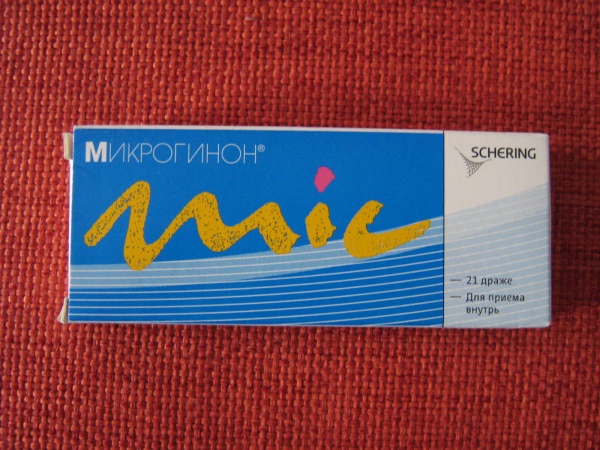 Микрогинон®
SCHERING
mic
— 21 драже
— Для приема
внутрь